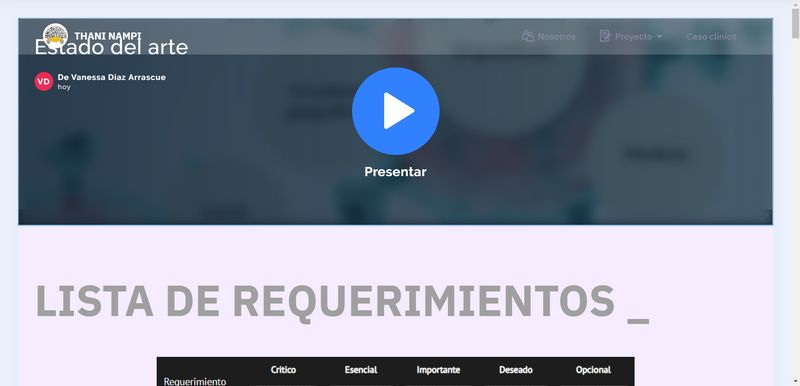 THANI NAMPI
Nosotros
Proyecto
Caso clínico
Estado del arte
VD
De Vanessa Diaz Arrascue
hoy
Presentar
LISTA DE REQUERIMIENTOS _
Crítico Esencial Importante Deseado Opcional
Requerimiento